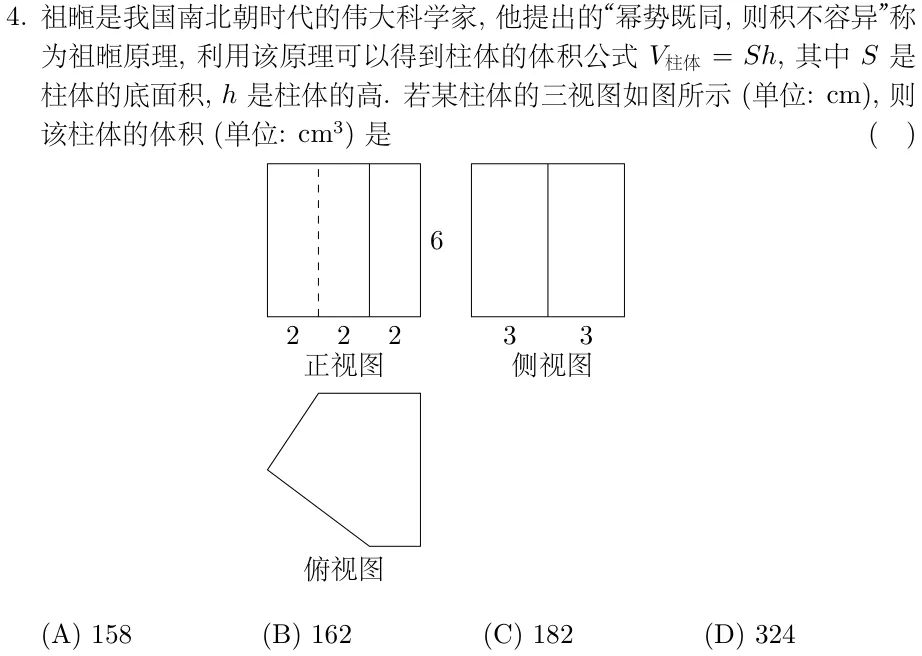 4. 祖暅是我国南北朝时代的伟大科学家, 他提出的“幂势既同, 则积不容异”称
为祖暅原理, 利用该原理可以得到柱体的体积公式 V柱体 = Sh, 其中 S 是
柱体的底面积, h 是柱体的高. 若某柱体的三视图如图所示 (单位: cm), 则
该柱体的体积 (单位: cm³) 是 ( )
6
2 2 2 3 3
正视图 侧视图
俯视图
(A) 158 (B) 162 (C) 182 (D) 324